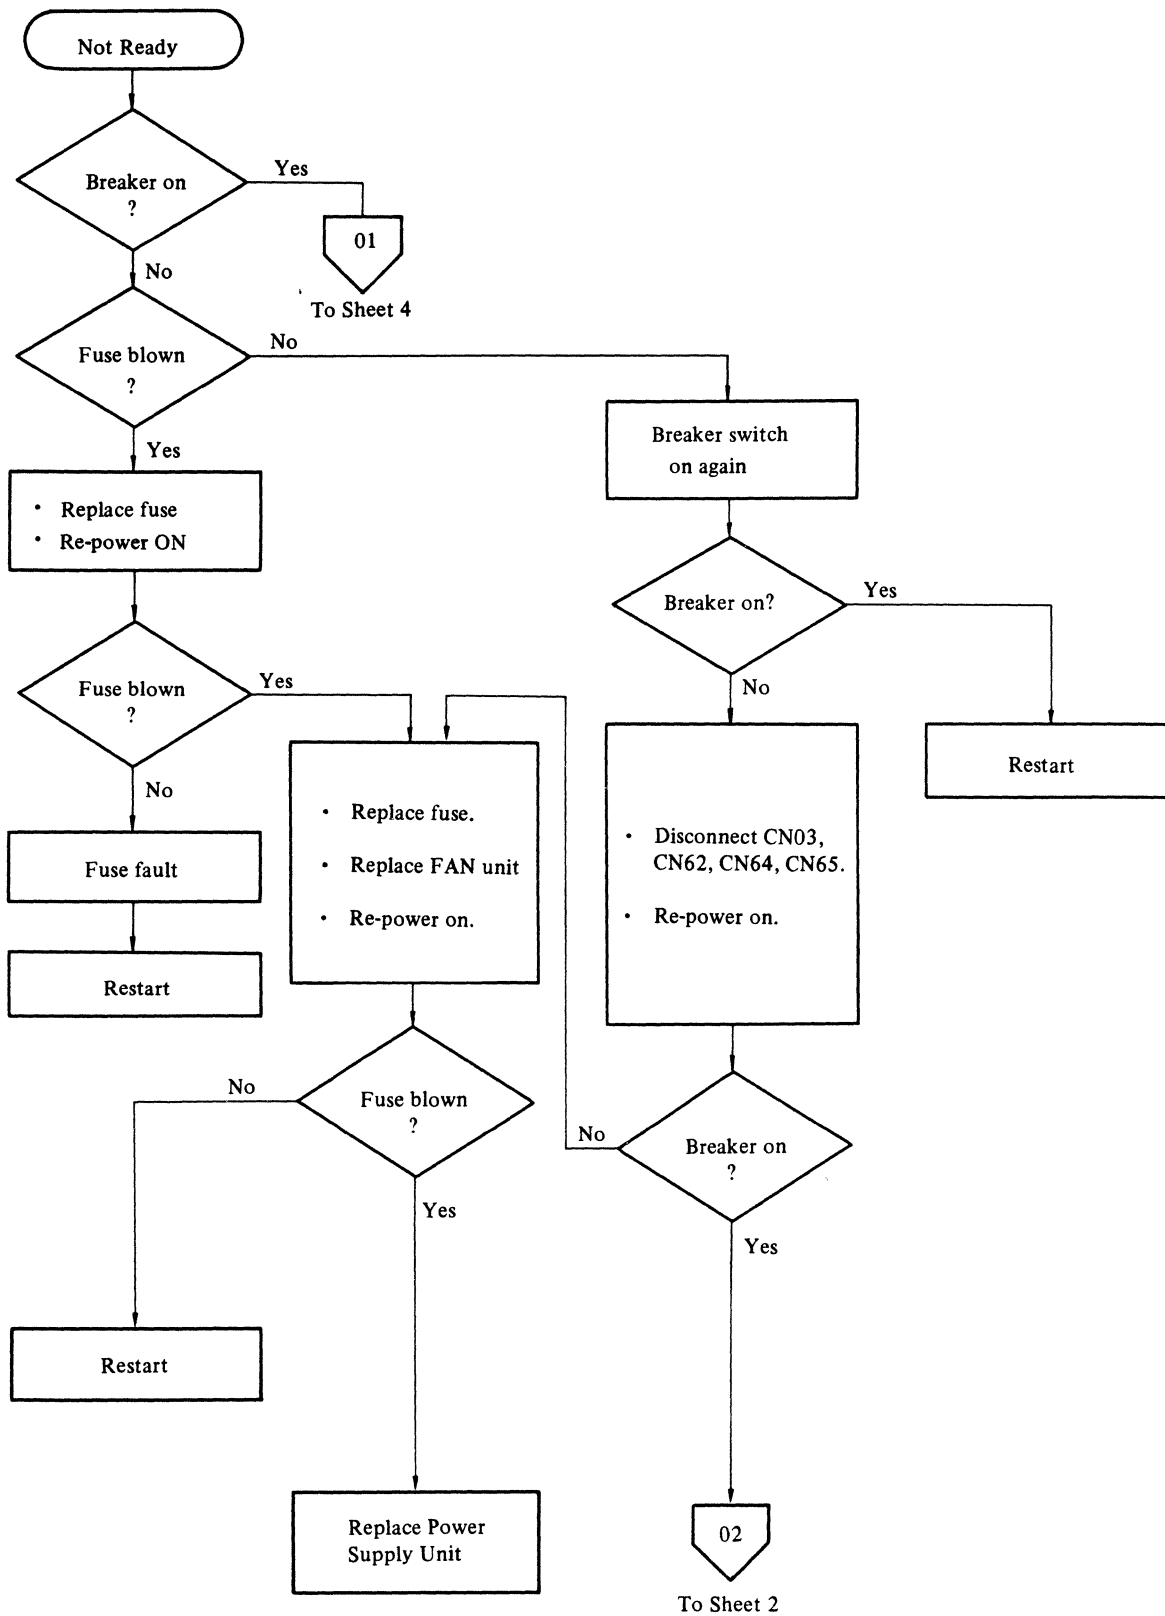 Not Ready
Breaker on
?
Yes
01
To Sheet 4
No
Fuse blown
?
No
Yes
Breaker switch
on again
• Replace fuse
• Re-power ON
Breaker on?
Yes
No
Restart
Fuse blown
?
Yes
No
Fuse fault
Restart
• Replace fuse.
• Replace FAN unit
• Re-power on.
• Disconnect CN03,
CN62, CN64, CN65.
• Re-power on.
Fuse blown
?
No
Yes
Breaker on
?
No
Yes
Restart
Replace Power
Supply Unit
02
To Sheet 2